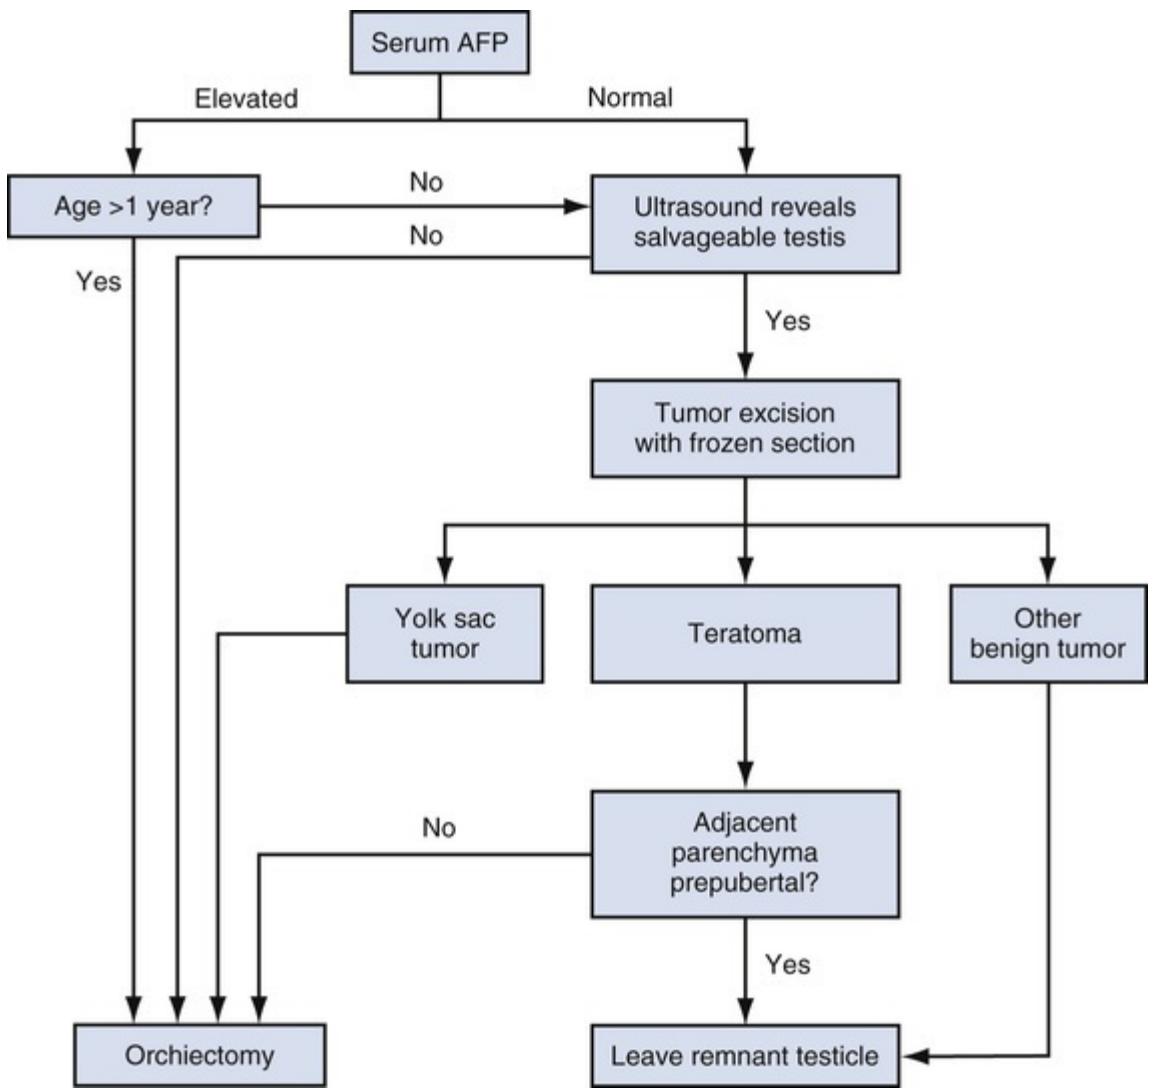 Serum AFP
Elevated
Normal
Age >1 year?
No
Ultrasound reveals
salvageable testis
No
Yes
Yes
Tumor excision
with frozen section
Yolk sac
tumor
Teratoma
Other
benign tumor
No
Adjacent
parenchyma
prepubertal?
Yes
Orchiectomy
Leave remnant testicle